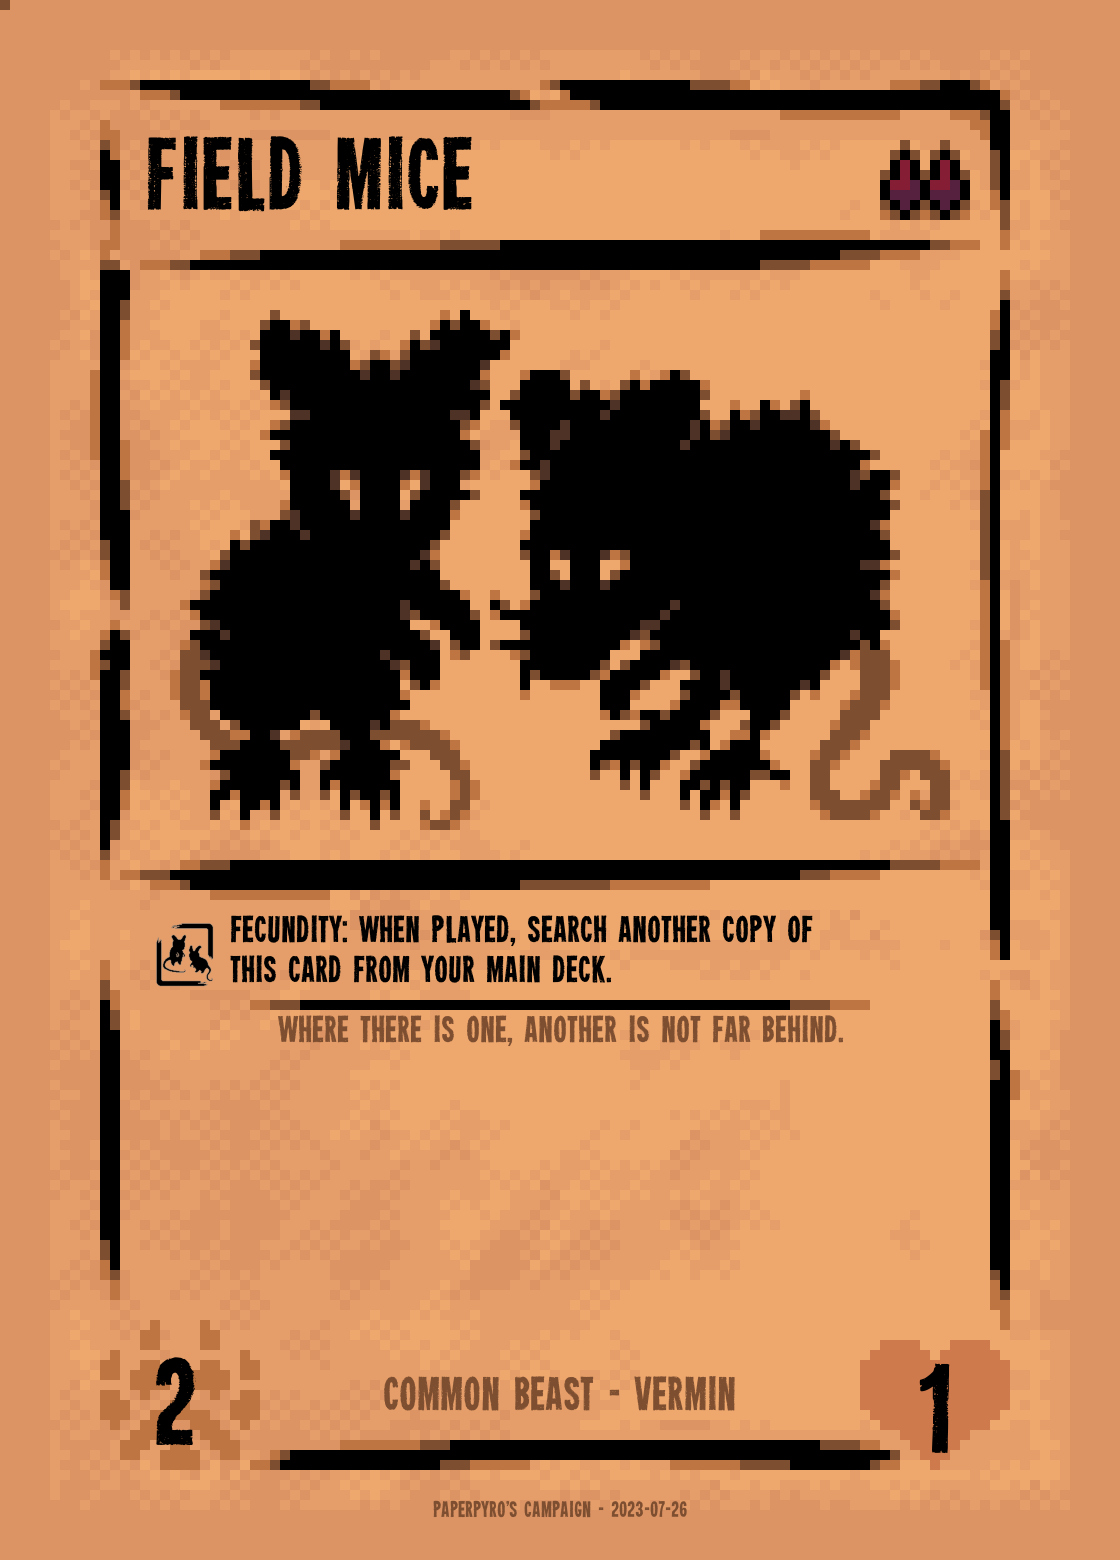 FIELD MICE
FECUNDITY: WHEN PLAYED, SEARCH ANOTHER COPY OF
THIS CARD FROM YOUR MAIN DECK.
WHERE THERE IS ONE, ANOTHER IS NOT FAR BEHIND.
2
COMMON BEAST - VERMIN
1
PAPERPYRO'S CAMPAIGN - 2023-07-26